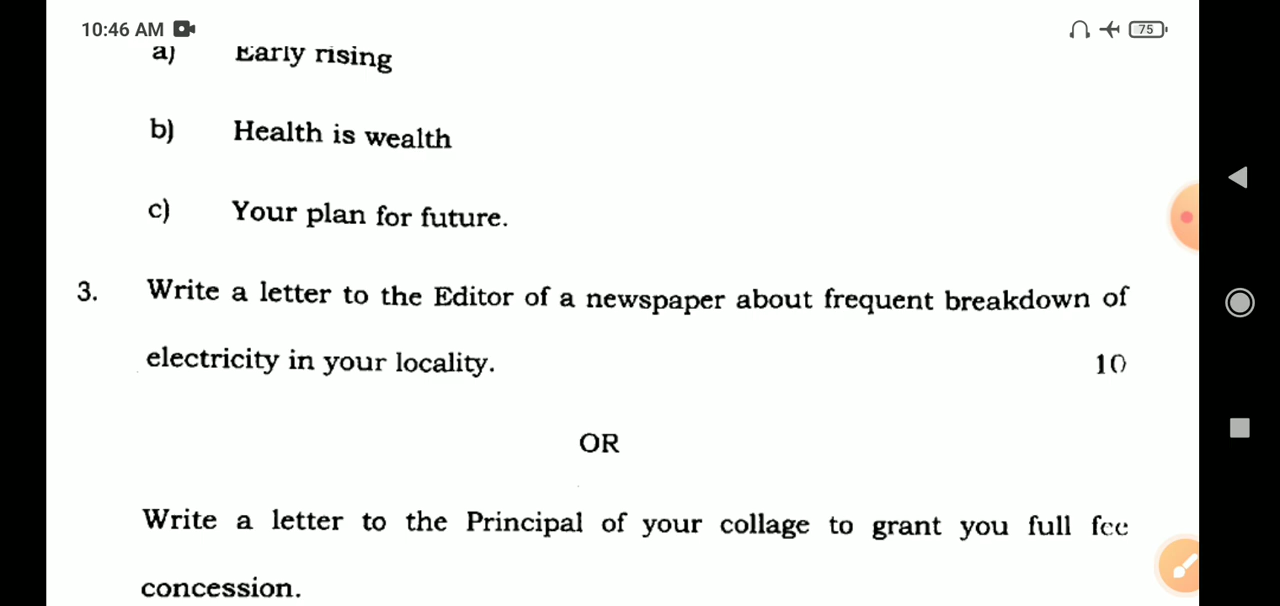 10:46 AM
75
a) Early rising
b) Health is wealth
c) Your plan for future.
3. Write a letter to the Editor of a newspaper about frequent breakdown of
electricity in your locality. 10
OR
Write a letter to the Principal of your collage to grant you full fee
concession.